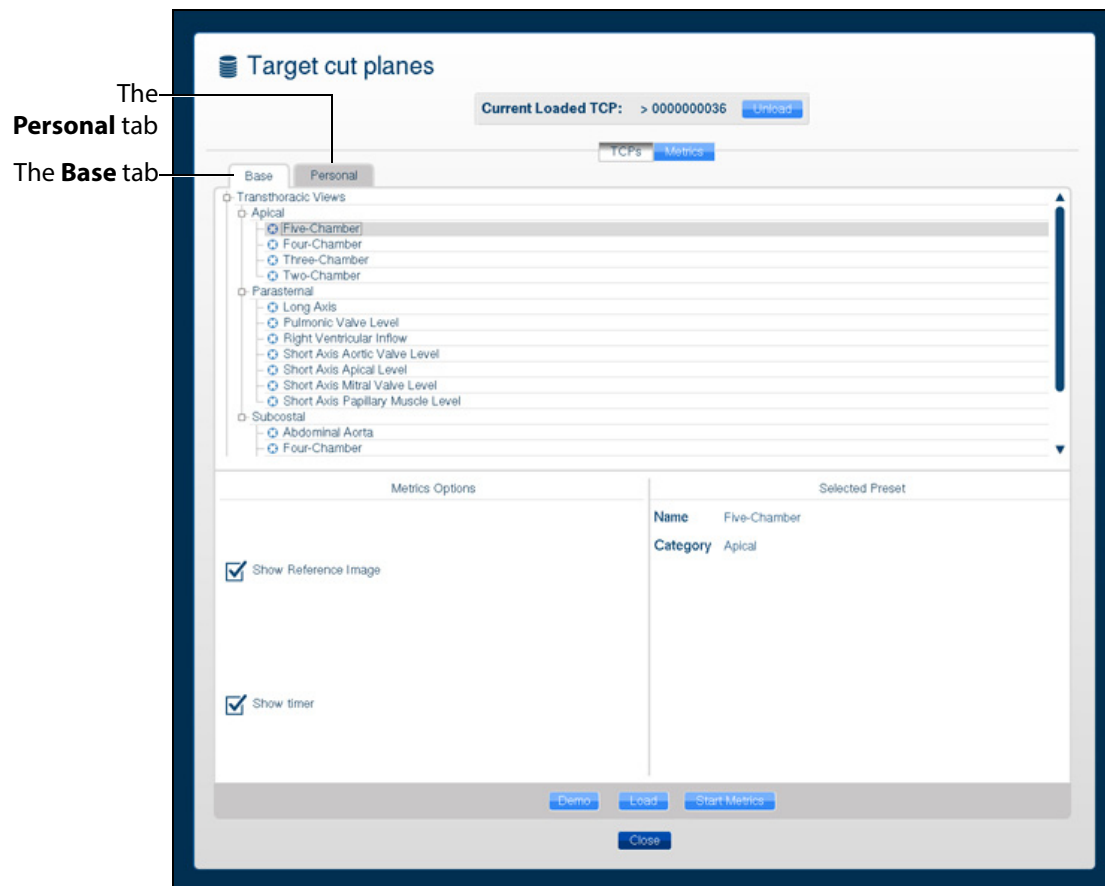 The
Personal tab
The Base tab
Target cut planes
Current Loaded TCP: > 0000000036 Unload
TCPs Metrics
Base Personal
Transthoracic Views
Apical
Five-Chamber
Four-Chamber
Three-Chamber
Two-Chamber
Parasternal
Long Axis
Pulmonic Valve Level
Right Ventricular Inflow
Short Axis Aortic Valve Level
Short Axis Apical Level
Short Axis Mitral Valve Level
Short Axis Papillary Muscle Level
Subcostal
Abdominal Aorta
Four-Chamber
Metrics Options
Show Reference Image
Show timer
Selected Preset
Name Five-Chamber
Category Apical
Demo Load Start Metrics
Close